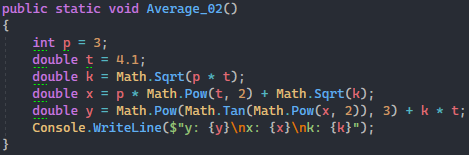 public static void Average_02()
{
int p = 3;
double t = 4.1;
double k = Math.Sqrt(p * t);
double x = p * Math.Pow(t, 2) + Math.Sqrt(k);
double y = Math.Pow(Math.Tan(Math.Pow(x, 2)), 3) + k * t;
Console.WriteLine($"y: {y}\nx: {x}\nk: {k}");
}